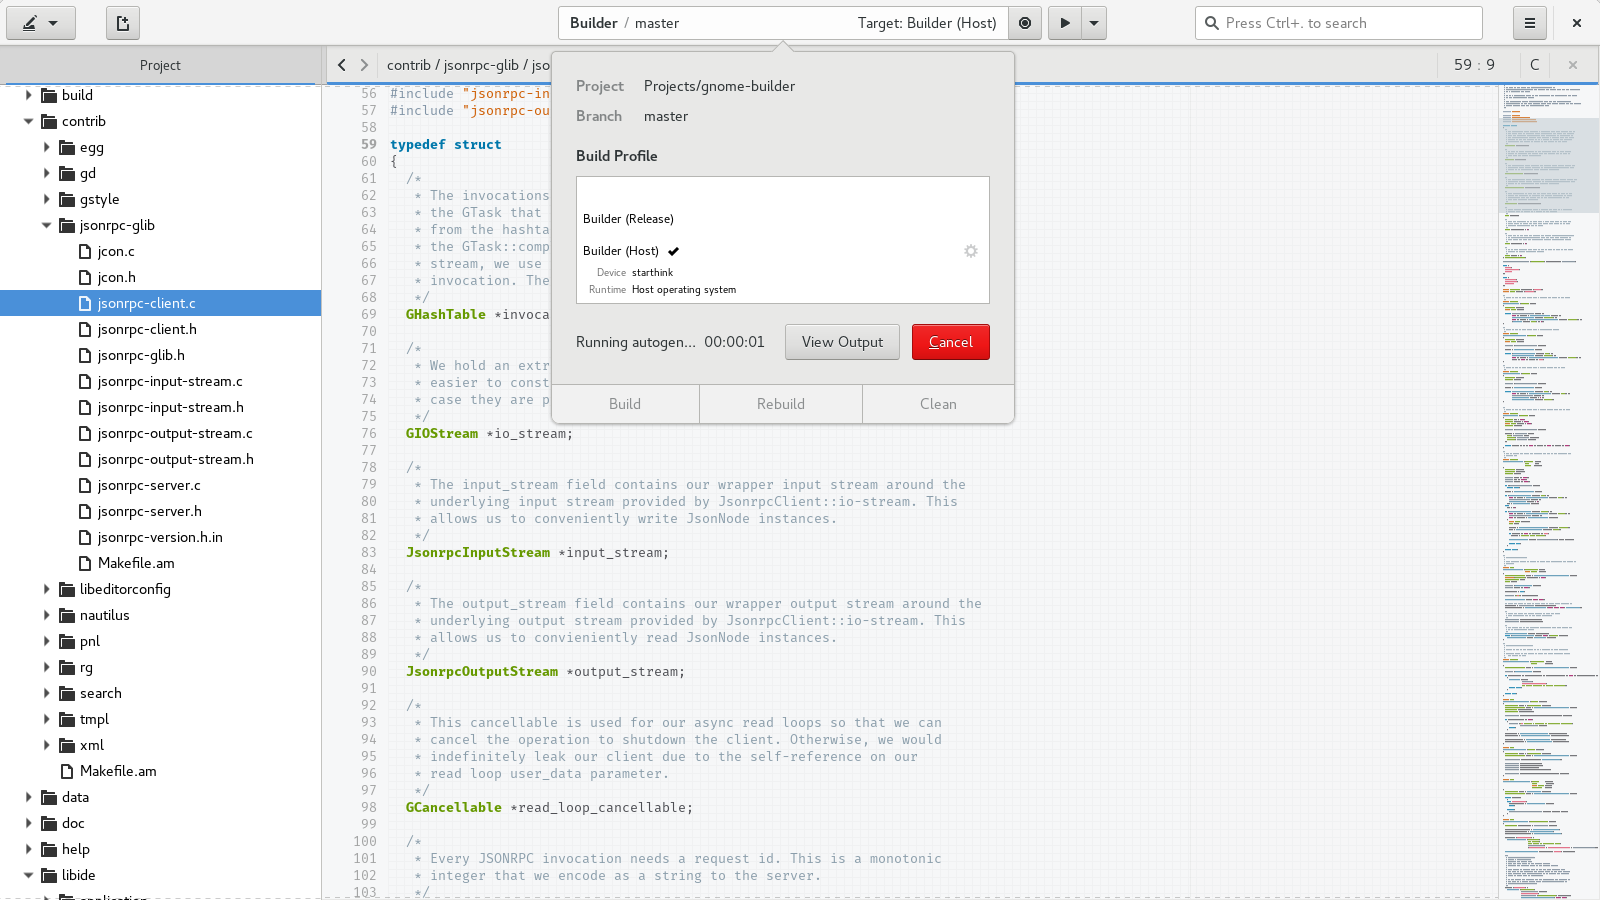 Builder / master
Target: Builder (Host)
Press Ctrl+. to search
Project
contrib / jsonrpc-glib / jso
59 : 9
C
build
contrib
egg
gd
gstyle
jsonrpc-glib
jcon.c
jcon.h
jsonrpc-client.c
jsonrpc-client.h
jsonrpc-glib.h
jsonrpc-input-stream.c
jsonrpc-input-stream.h
jsonrpc-output-stream.c
jsonrpc-output-stream.h
jsonrpc-server.c
jsonrpc-server.h
jsonrpc-version.h.in
Makefile.am
libeditorconfig
nautilus
pnl
rg
search
tmpl
xml
Makefile.am
data
doc
help
libide
application
Project Projects/gnome-builder
Branch master
Build Profile
Builder (Release)
Builder (Host)
Device starthink
Runtime Host operating system
Running autogen... 00:00:01
View Output
Cancel
Build
Rebuild
Clean
56 #include "jsonrpc-in
57 #include "jsonrpc-ou
58
59 typedef struct
60 {
61 /*
62 * The invocations
63 * the GTask that
64 * from the hashta
65 * the GTask::comp
66 * stream, we use
67 * invocation. The
68 */
69 GHashTable *invoca
70
71 /*
72 * We hold an extr
73 * easier to const
74 * case they are p
75 */
76 GIOStream *io_stream;
77
78 /*
79 * The input_stream field contains our wrapper input stream around the
80 * underlying input stream provided by JsonrpcClient::io-stream. This
81 * allows us to conveniently write JsonNode instances.
82 */
83 JsonrpcInputStream *input_stream;
84
85 /*
86 * The output_stream field contains our wrapper output stream around the
87 * underlying output stream provided by JsonrpcClient::io-stream. This
88 * allows us to convieniently read JsonNode instances.
89 */
90 JsonrpcOutputStream *output_stream;
91
92 /*
93 * This cancellable is used for our async read loops so that we can
94 * cancel the operation to shutdown the client. Otherwise, we would
95 * indefinitely leak our client due to the self-reference on our
96 * read loop user_data parameter.
97 */
98 GCancellable *read_loop_cancellable;
99
100 /*
101 * Every JSONRPC invocation needs a request id. This is a monotonic
102 * integer that we encode as a string to the server.
103 */